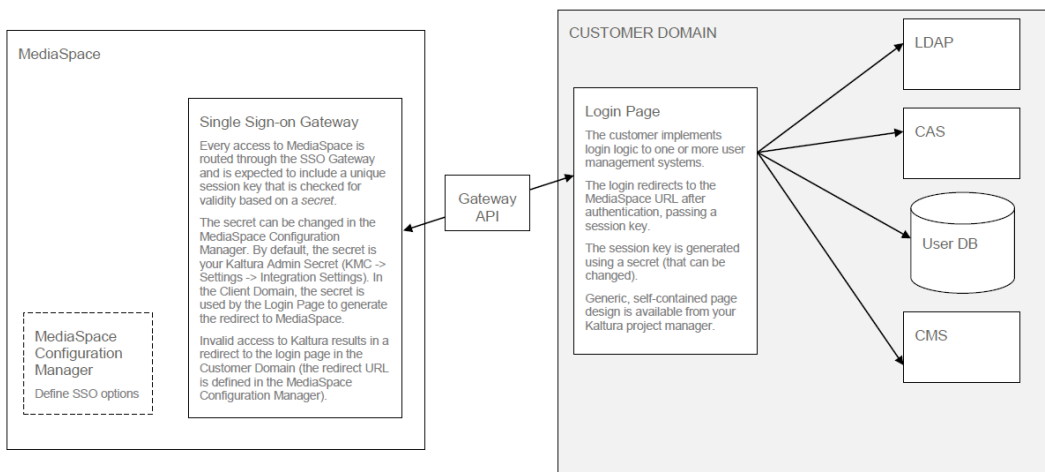 MediaSpace
Single Sign-on Gateway
Every access to MediaSpace is
routed through the SSO Gateway
and is expected to include a unique
session key that is checked for
validity based on a secret.
The secret can be changed in the
MediaSpace Configuration
Manager. By default, the secret is
your Kaltura Admin Secret (KMC ->
Settings -> Integration Settings). In
the Client Domain, the secret is
used by the Login Page to generate
the redirect to MediaSpace.
Invalid access to Kaltura results in a
redirect to the login page in the
Customer Domain (the redirect URL
is defined in the MediaSpace
Configuration Manager).
MediaSpace
Configuration
Manager
Define SSO options
Gateway
API
CUSTOMER DOMAIN
Login Page
The customer implements
login logic to one or more user
management systems.
The login redirects to the
MediaSpace URL after
authentication, passing a
session key.
The session key is generated
using a secret (that can be
changed).
Generic, self-contained page
design is available from your
Kaltura project manager.
LDAP
CAS
User DB
CMS